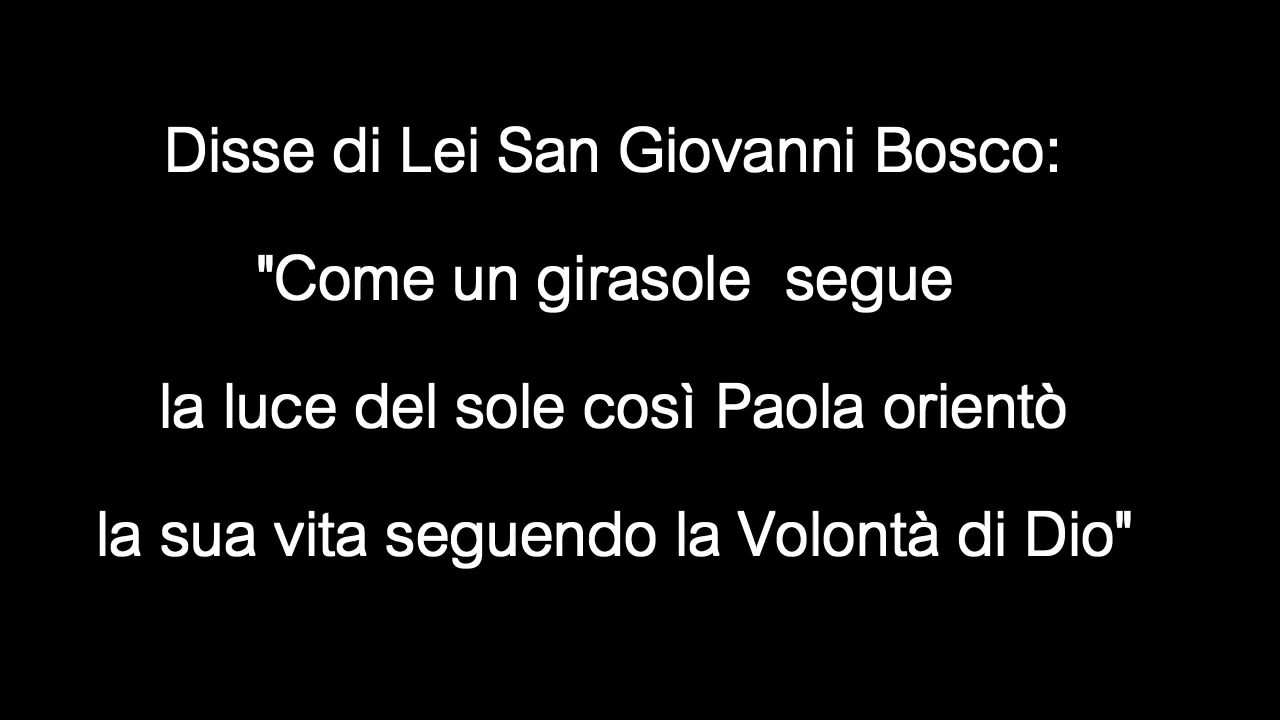 Disse di Lei San Giovanni Bosco:
"Come un girasole  segue
la luce del sole così Paola orientò
la sua vita seguendo la Volontà di Dio"